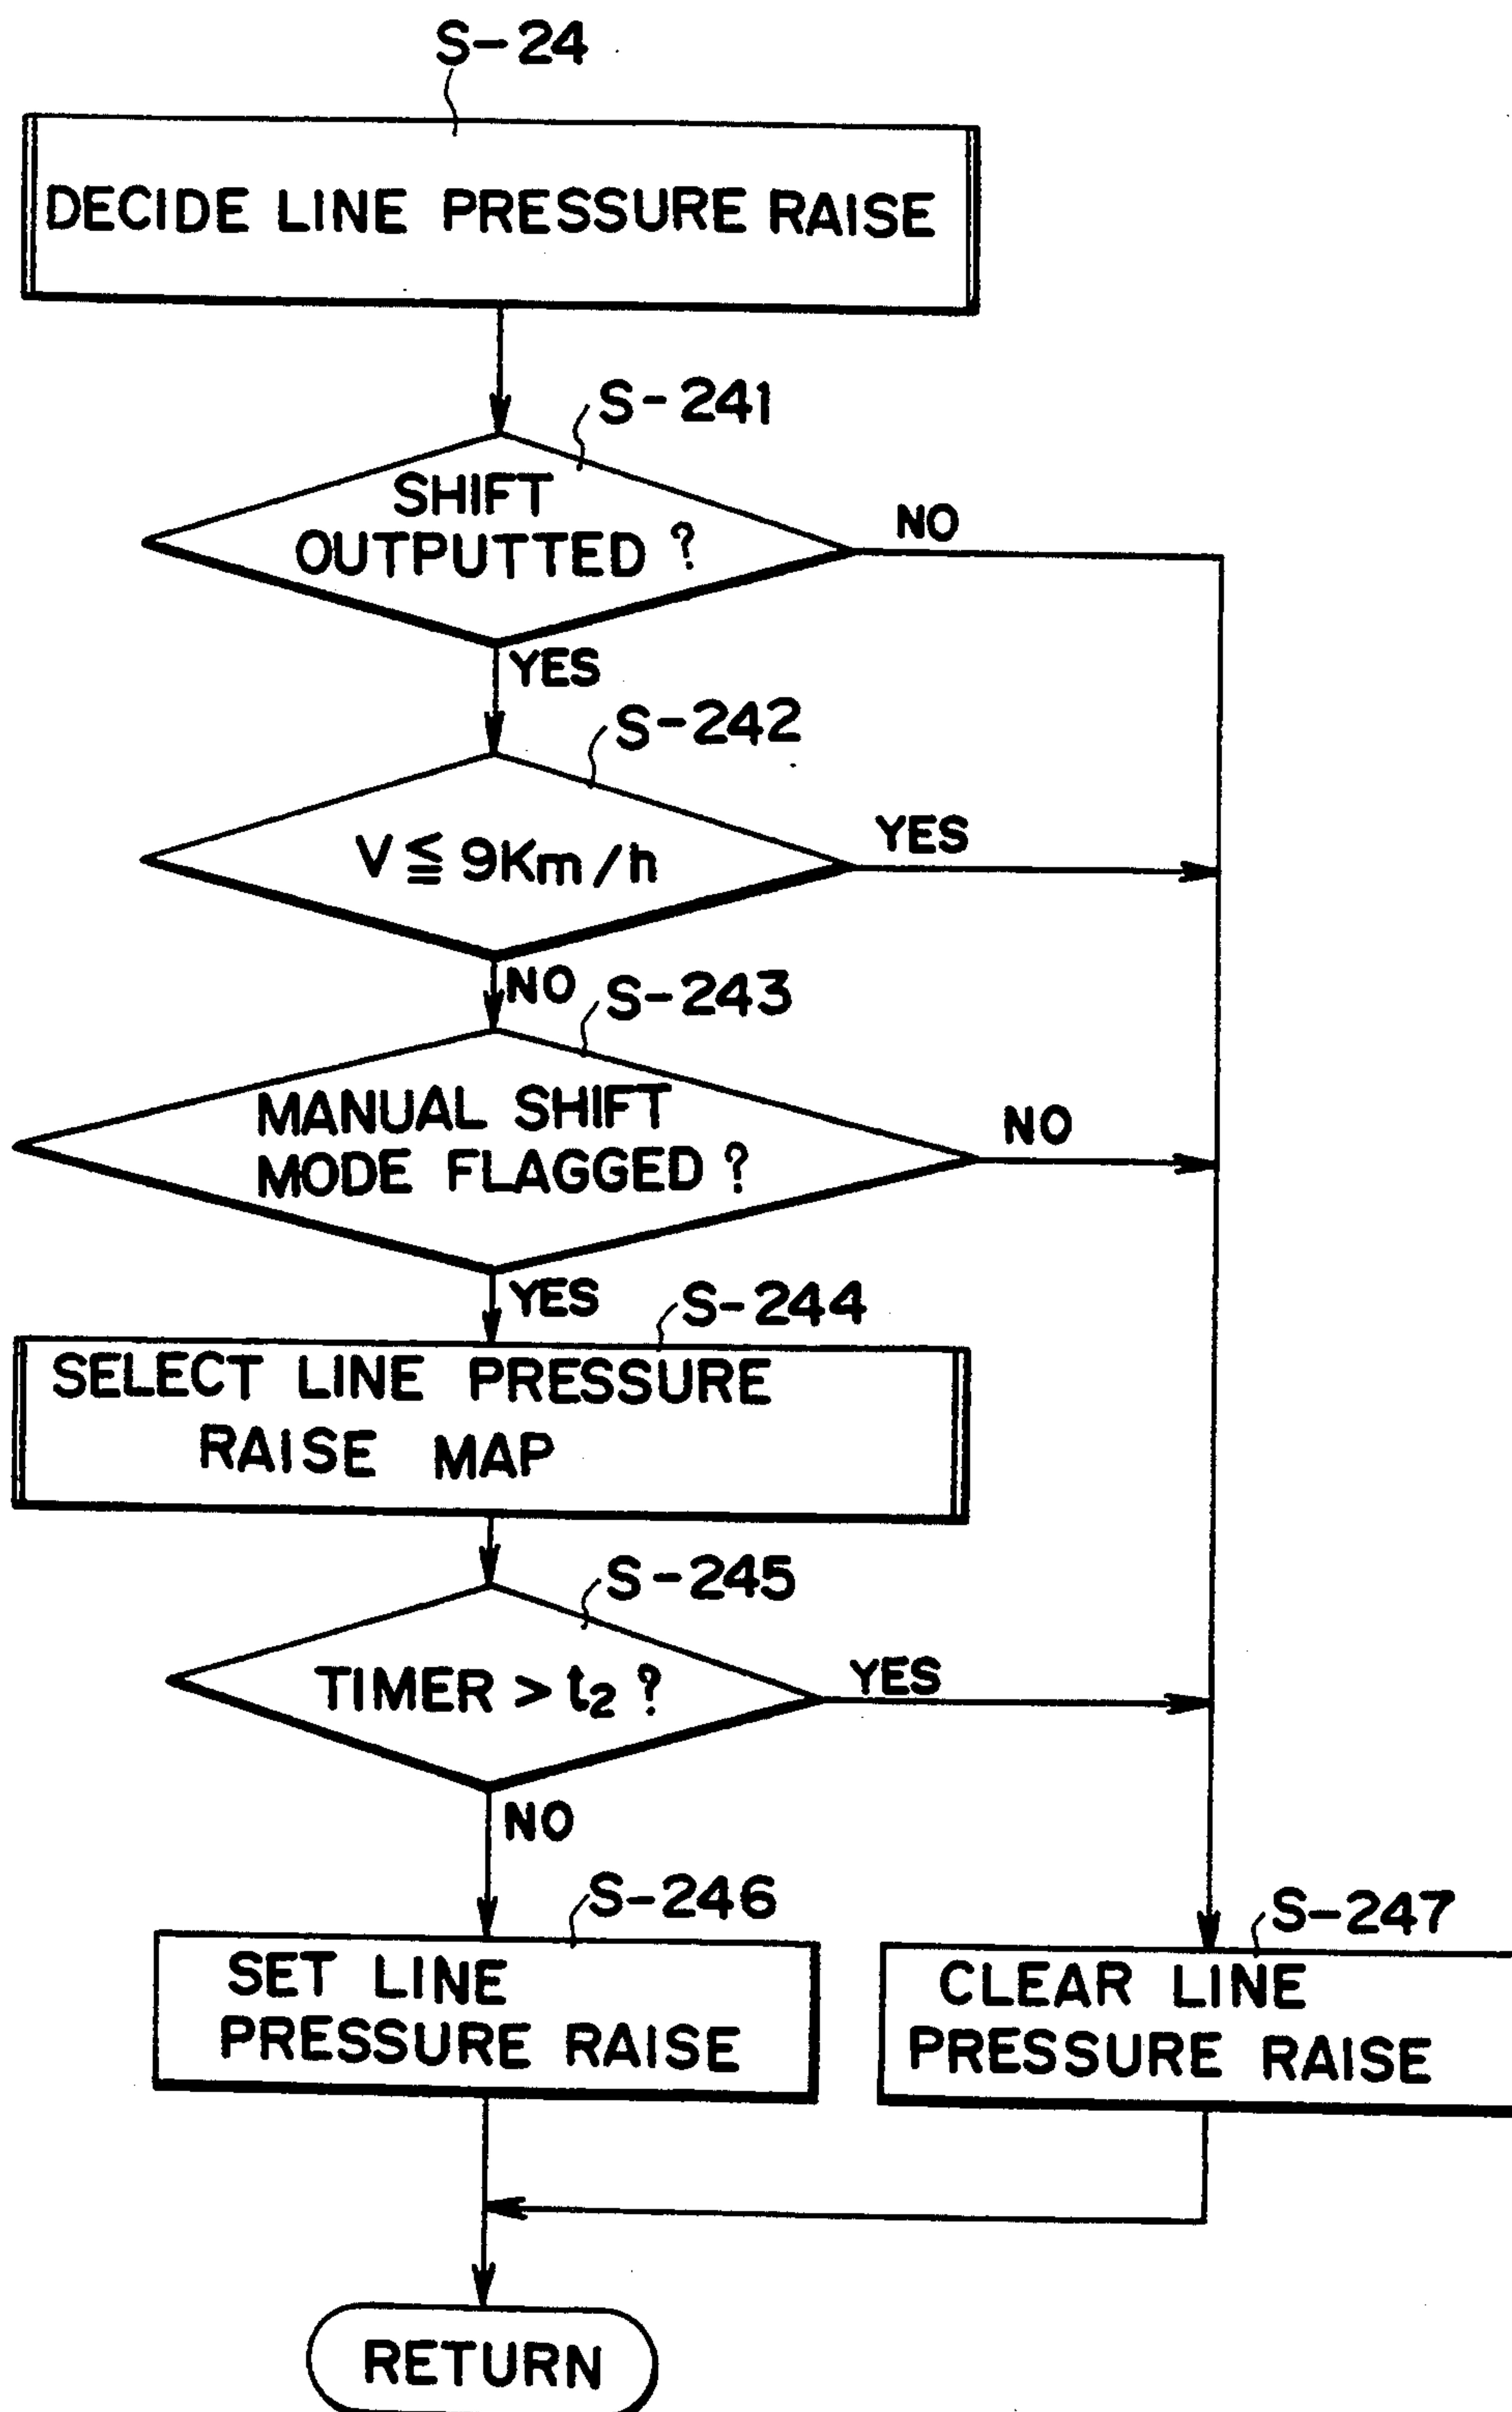 S-24
DECIDE LINE PRESSURE RAISE
S-241
SHIFT
OUTPUTTED ?
NO
YES
S-242
V ≦ 9Km/h
YES
NO
S-243
MANUAL SHIFT
MODE FLAGGED ?
NO
YES
S-244
SELECT LINE PRESSURE
RAISE MAP
S-245
TIMER > t2 ?
YES
NO
S-246
SET LINE
PRESSURE RAISE
S-247
CLEAR LINE
PRESSURE RAISE
RETURN